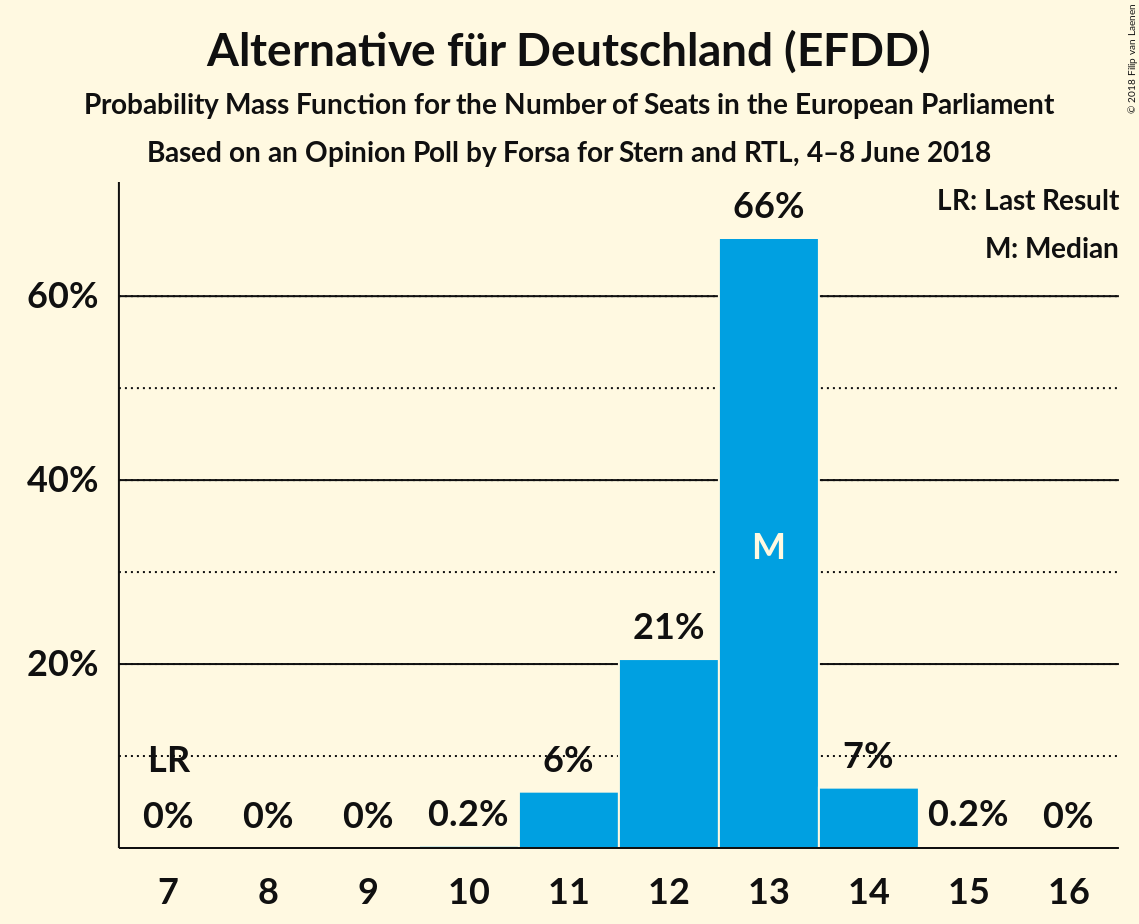 Alternative für Deutschland (EFDD)
Probability Mass Function for the Number of Seats in the European Parliament
Based on an Opinion Poll by Forsa for Stern and RTL, 4–8 June 2018
© 2018 Filip van Laenen
LR: Last Result
M: Median
66%
60%
40%
M
21%
20%
LR
6%
7%
0%
0%
0%
0.2%
0.2%
0%
7 8 9 10 11 12 13 14 15 16